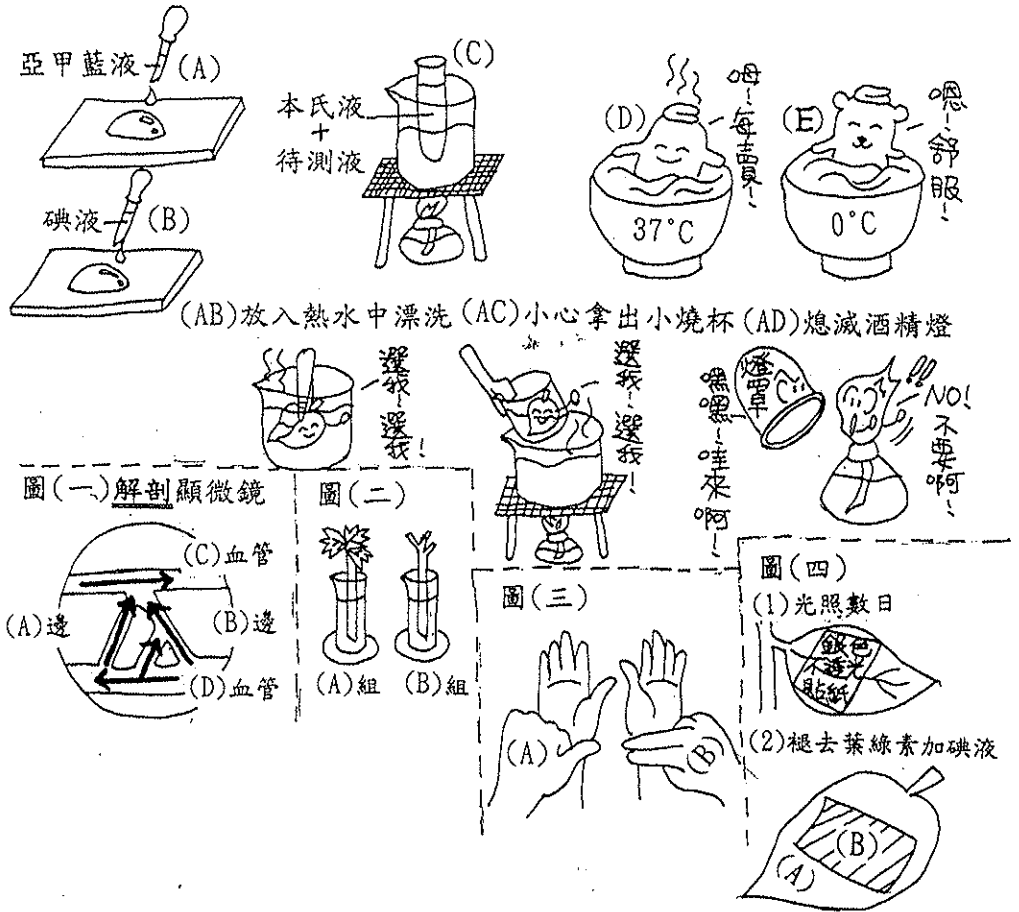 亞甲藍液
(A)
碘液
(B)
本氏液
+
待測液
(C)
(D)
37°C
呣~每賣~
(E)
0°C
嗯~舒服~
(AB)放入熱水中漂洗
(AC)小心拿出小燒杯
(AD)熄滅酒精燈
選我~選我!
選我~選我!
燈罩
嘿嘿~哇來啊~
NO!不要啊~
圖(一)解剖顯微鏡
(C)血管
(A)邊
(B)邊
(D)血管
圖(二)
(A)組
(B)組
圖(三)
(A)
(B)
圖(四)
(1)光照數日
銀色
不透光
貼紙
(2)褪去葉綠素加碘液
(B)
(A)